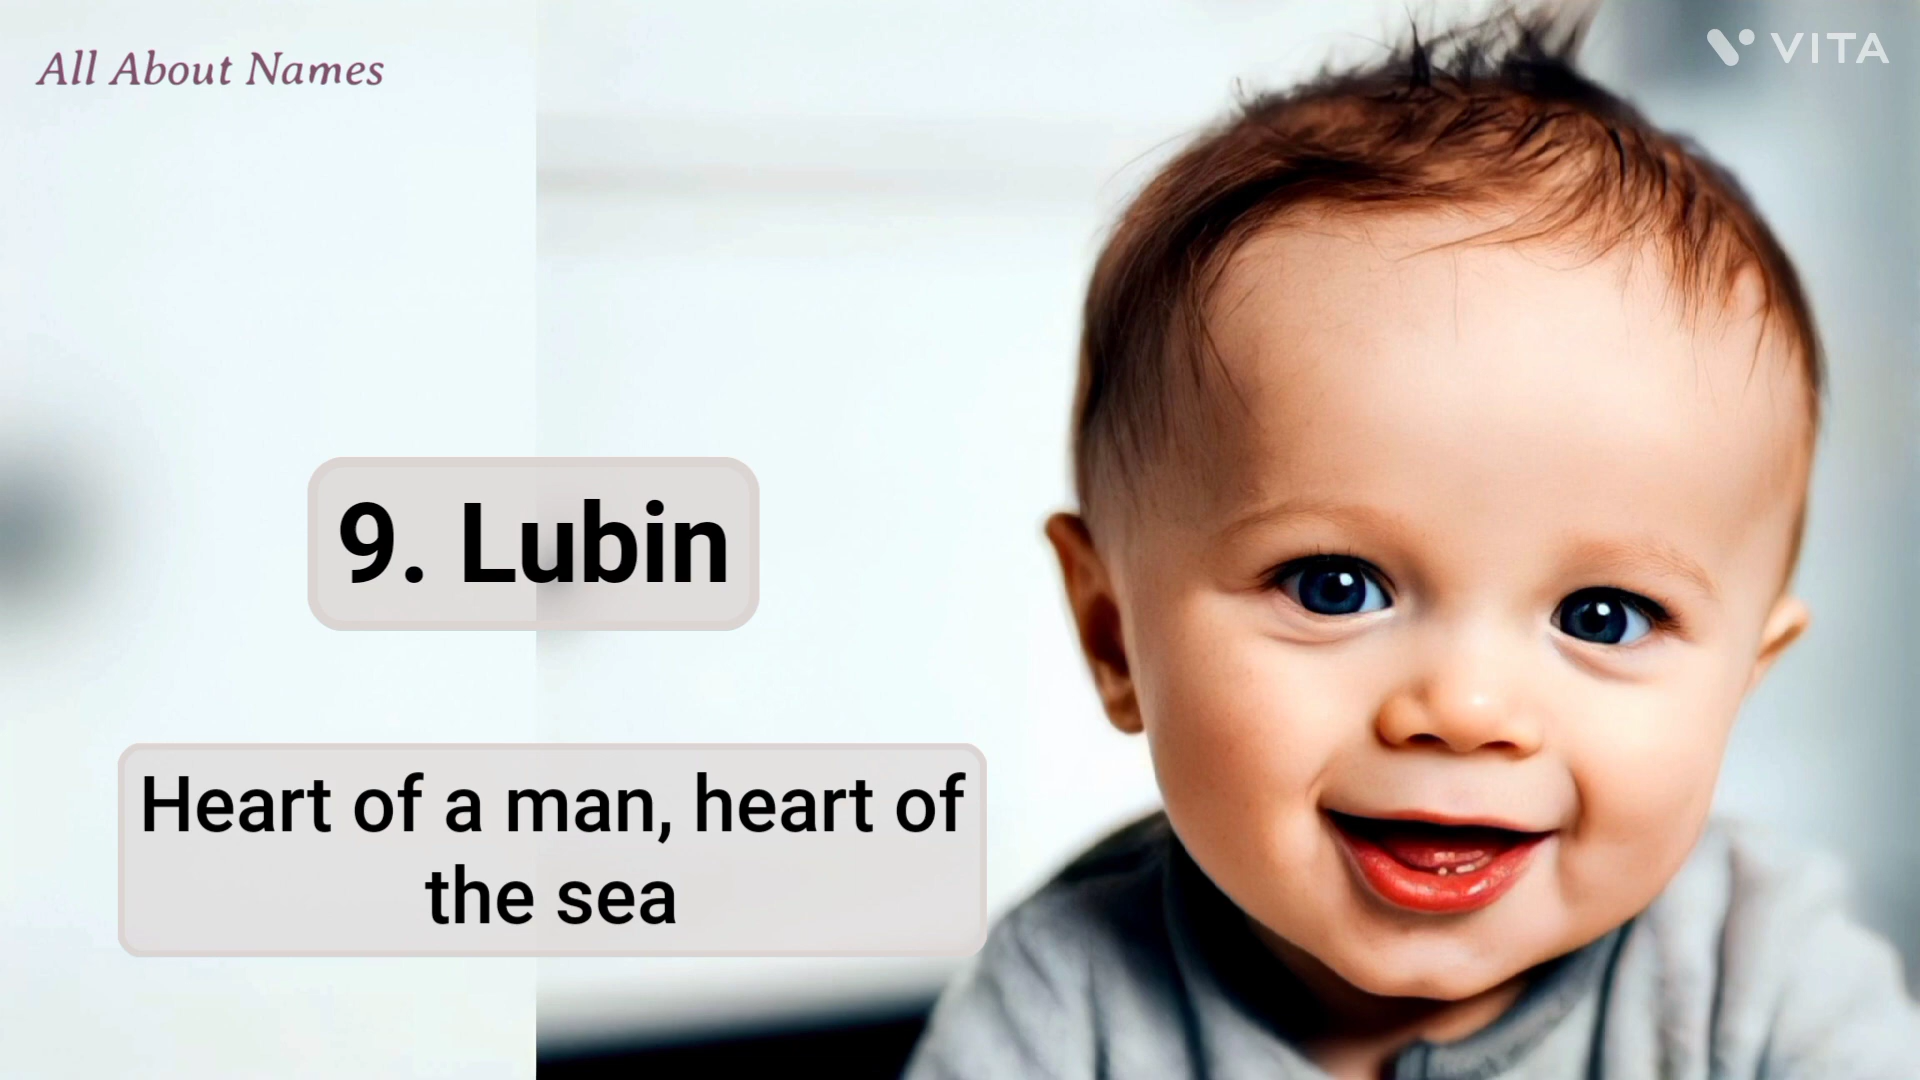 All About Names
VITA
9. Lubin
Heart of a man, heart of
the sea